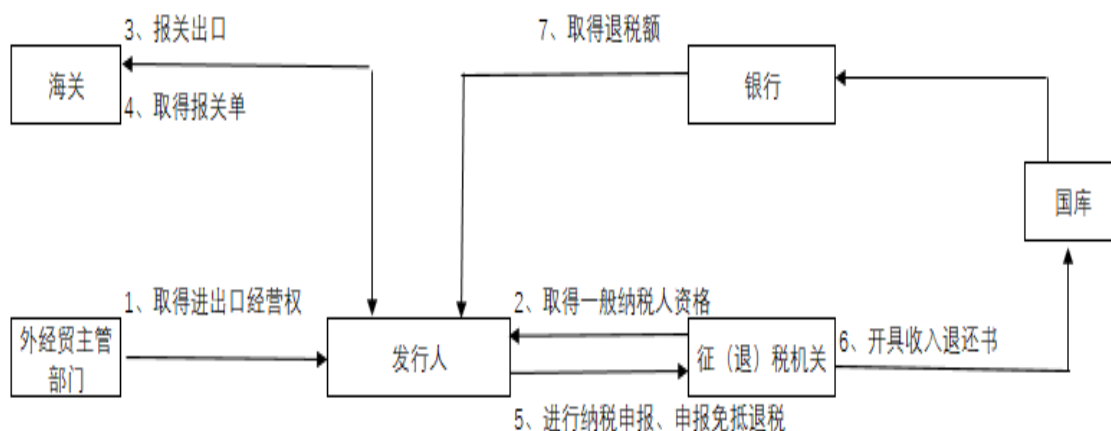 3、报关出口
7、取得退税额
海关
银行
4、取得报关单
国库
1、取得进出口经营权
2、取得一般纳税人资格
外经贸主管
部门
发行人
征（退）税机关
6、开具收入退还书
5、进行纳税申报、申报免抵退税